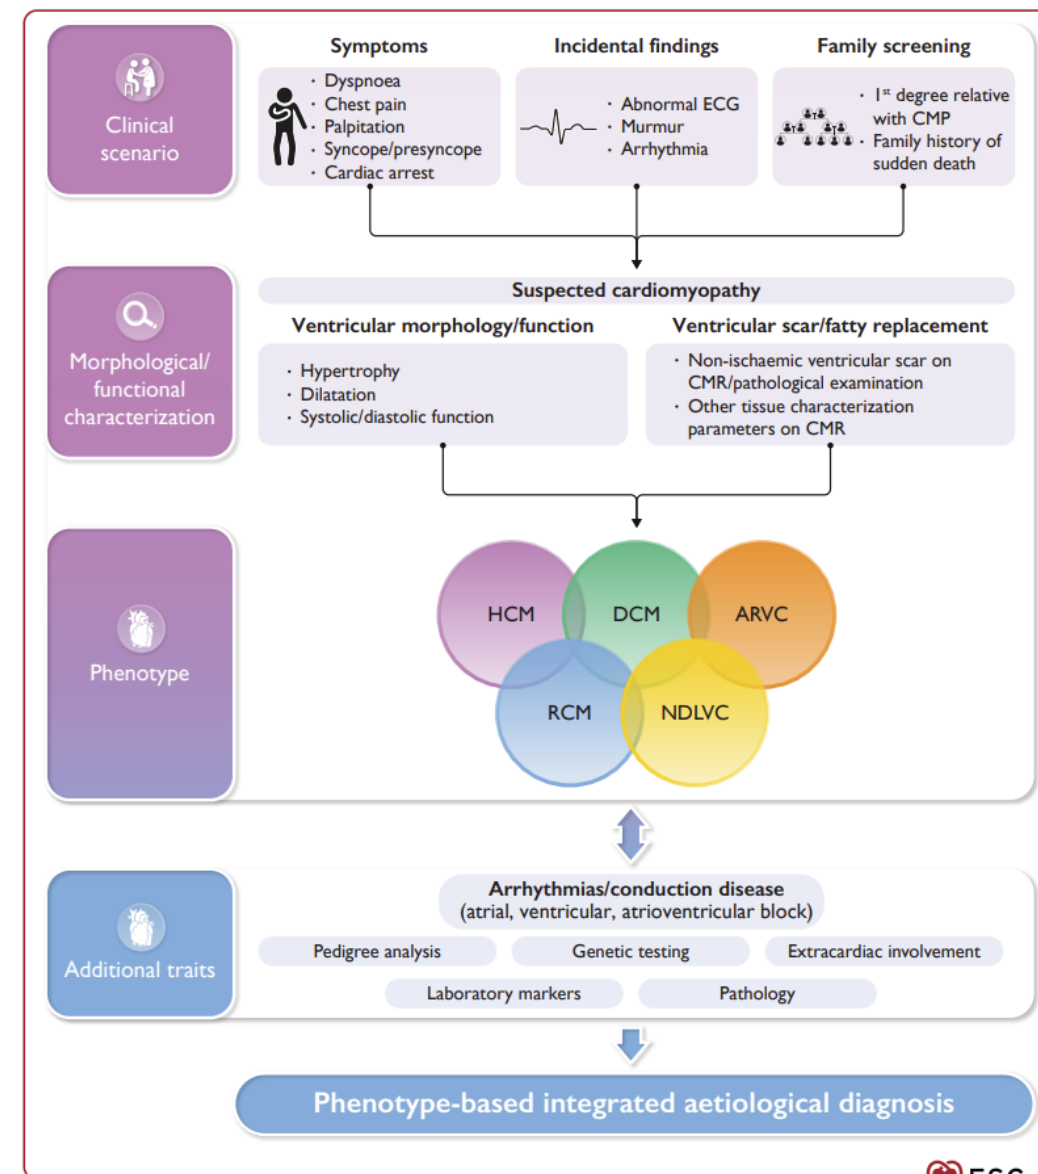 Clinical
scenario
Symptoms
· Dyspnoea
· Chest pain
· Palpitation
· Syncope/presyncope
· Cardiac arrest
Incidental findings
· Abnormal ECG
· Murmur
· Arrhythmia
Family screening
· 1st degree relative
with CMP
· Family history of
sudden death
Morphological/
functional
characterization
Suspected cardiomyopathy
Ventricular morphology/function
· Hypertrophy
· Dilatation
· Systolic/diastolic function
Ventricular scar/fatty replacement
· Non-ischaemic ventricular scar on
CMR/pathological examination
· Other tissue characterization
parameters on CMR
Phenotype
HCM
DCM
ARVC
RCM
NDLVC
Additional traits
Arrhythmias/conduction disease
(atrial, ventricular, atrioventricular block)
Pedigree analysis
Genetic testing
Extracardiac involvement
Laboratory markers
Pathology
Phenotype-based integrated aetiological diagnosis